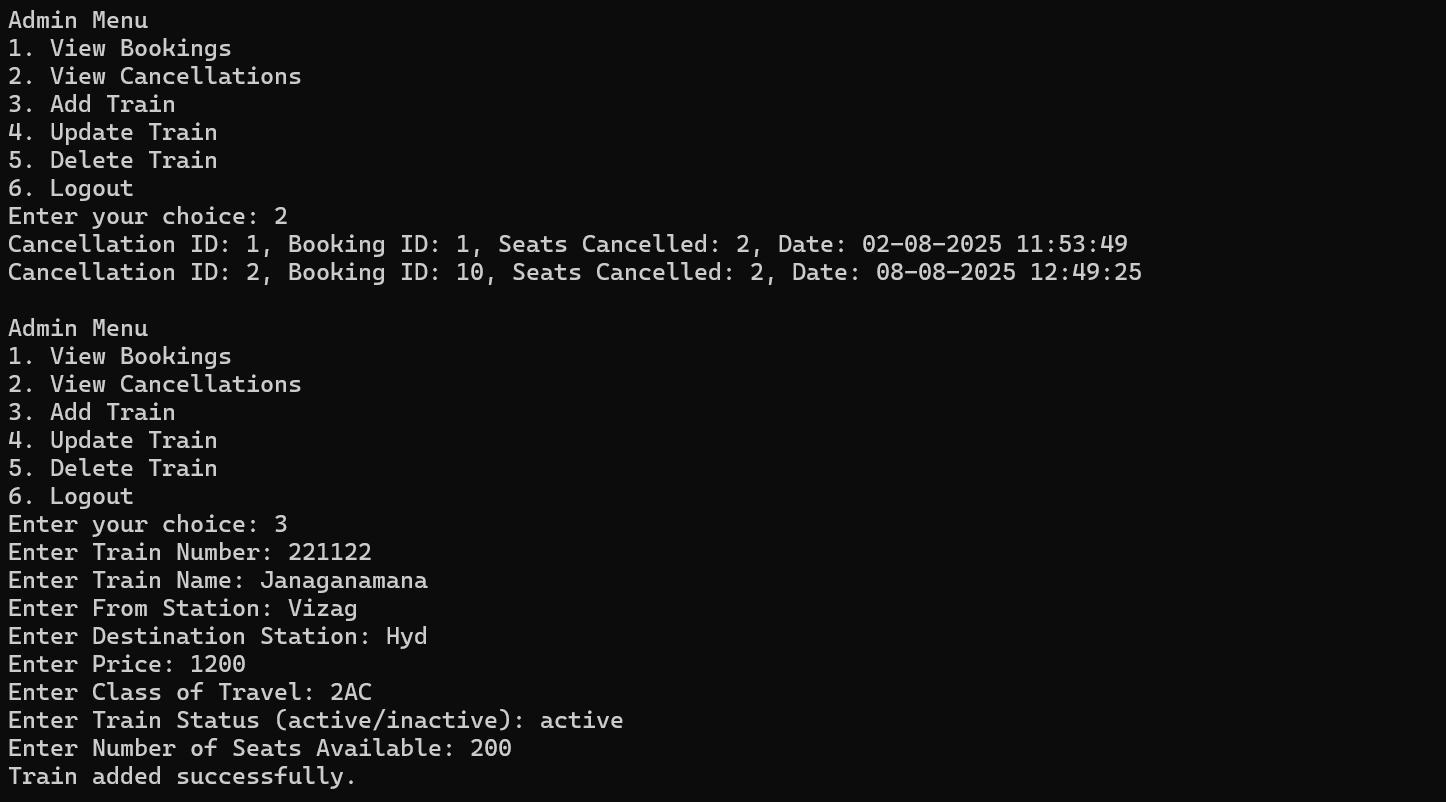 Admin Menu
1. View Bookings
2. View Cancellations
3. Add Train
4. Update Train
5. Delete Train
6. Logout
Enter your choice: 2
Cancellation ID: 1, Booking ID: 1, Seats Cancelled: 2, Date: 02-08-2025 11:53:49
Cancellation ID: 2, Booking ID: 10, Seats Cancelled: 2, Date: 08-08-2025 12:49:25

Admin Menu
1. View Bookings
2. View Cancellations
3. Add Train
4. Update Train
5. Delete Train
6. Logout
Enter your choice: 3
Enter Train Number: 221122
Enter Train Name: Janaganamana
Enter From Station: Vizag
Enter Destination Station: Hyd
Enter Price: 1200
Enter Class of Travel: 2AC
Enter Train Status (active/inactive): active
Enter Number of Seats Available: 200
Train added successfully.